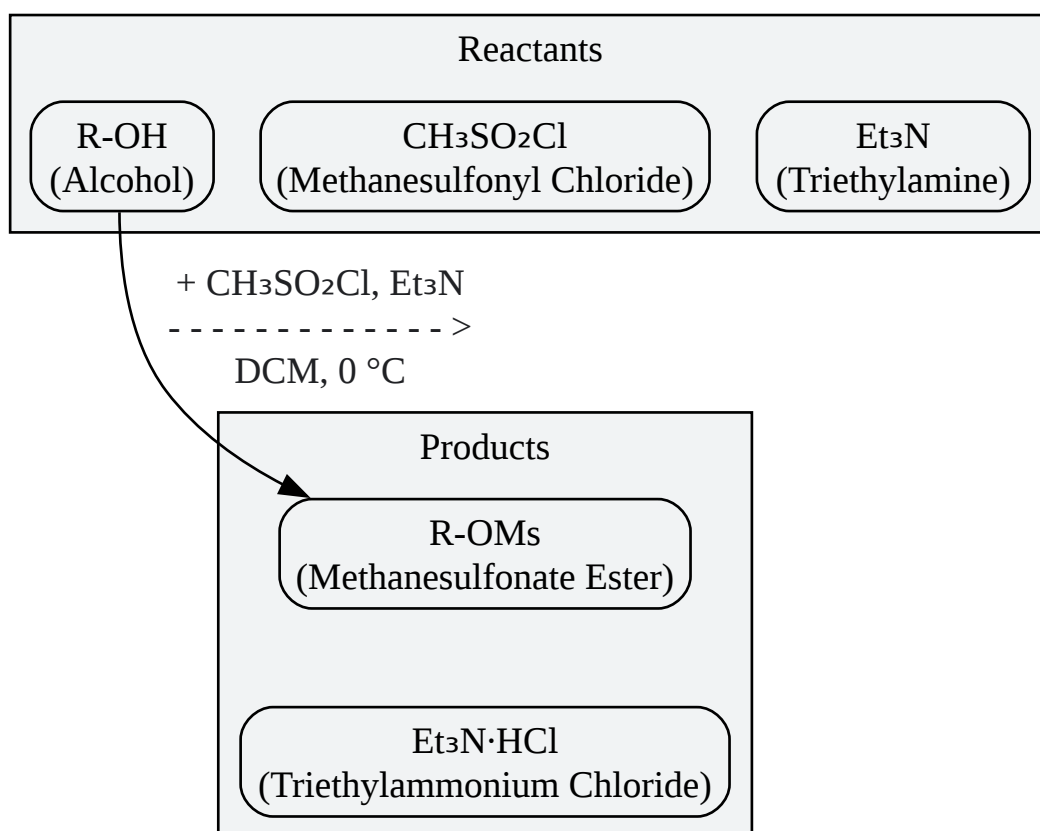 Reactants
R-OH
(Alcohol)
CH₃SO₂Cl
(Methanesulfonyl Chloride)
Et₃N
(Triethylamine)
+ CH₃SO₂Cl, Et₃N
- - - - - - - - - - - - - >
DCM, 0 °C
Products
R-OMs
(Methanesulfonate Ester)
Et₃N·HCl
(Triethylammonium Chloride)